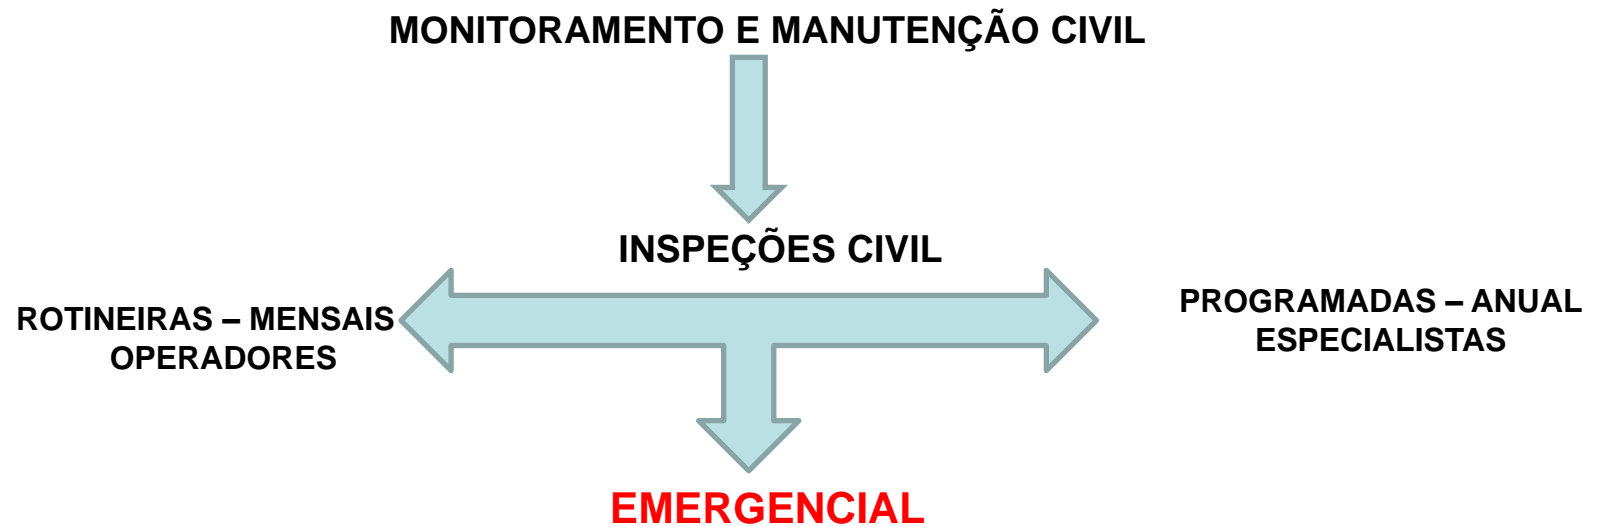 MONITORAMENTO E MANUTENÇÃO CIVIL
INSPEÇÕES CIVIL
ROTINEIRAS – MENSAIS
OPERADORES
PROGRAMADAS – ANUAL
ESPECIALISTAS
EMERGENCIAL